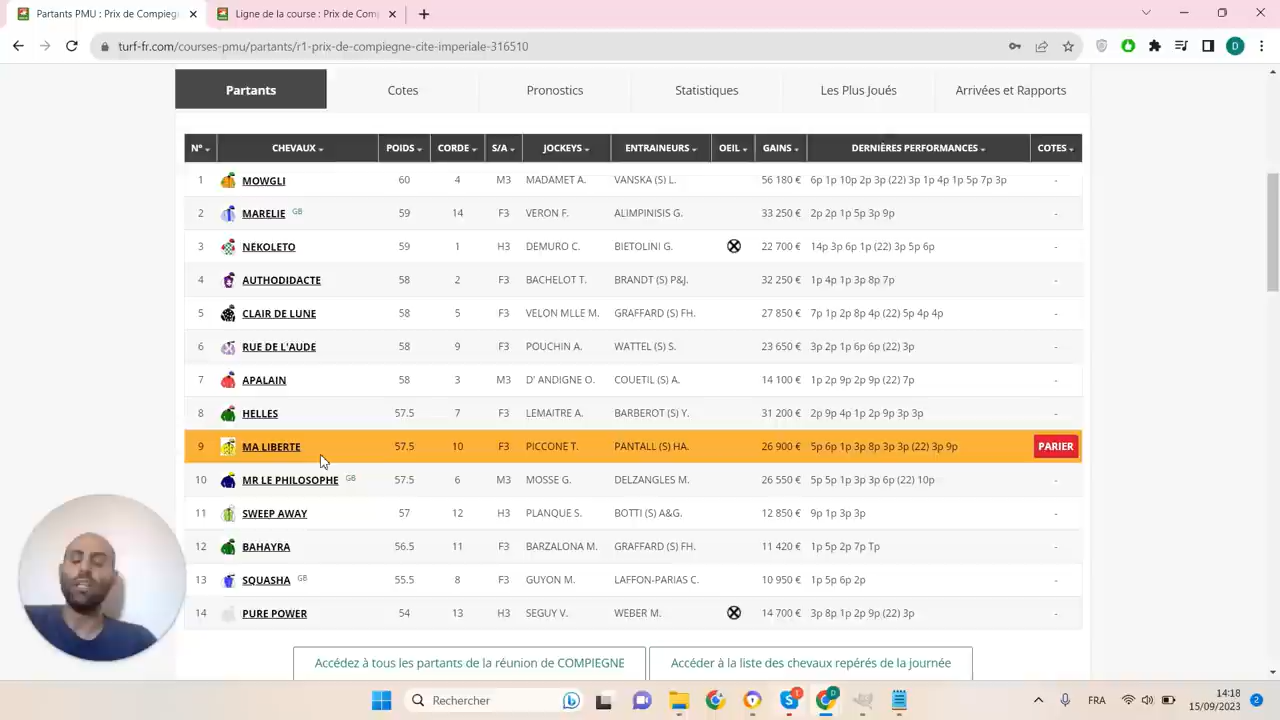 Partants PMU : Prix de Compieg
Ligne de la course : Prix de Com
turf-fr.com/courses-pmu/partants/r1-prix-de-compiegne-cite-imperiale-316510
D
Partants Cotes Pronostics Statistiques Les Plus Joués Arrivées et Rapports
N° CHEVAUX POIDS CORDE S/A JOCKEYS ENTRAINEURS OEIL GAINS DERNIÈRES PERFORMANCES COTES
1 MOWGLI 60 4 M3 MADAMET A. VANSKA (S) L. 56 180 € 6p 1p 10p 2p 3p (22) 3p 1p 4p 1p 5p 7p 3p -
2 MARELIE GB 59 14 F3 VERON F. ALIMPINISIS G. 33 250 € 2p 2p 1p 5p 3p 9p -
3 NEKOLETO 59 1 H3 DEMURO C. BIETOLINI G. 22 700 € 14p 3p 6p 1p (22) 3p 5p 6p -
4 AUTHODIDACTE 58 2 F3 BACHELOT T. BRANDT (S) P&J. 32 250 € 1p 4p 1p 3p 8p 7p -
5 CLAIR DE LUNE 58 5 F3 VELON MLLE M. GRAFFARD (S) FH. 27 850 € 7p 1p 2p 8p 4p (22) 5p 4p 4p -
6 RUE DE L'AUDE 58 9 F3 POUCHIN A. WATTEL (S) S. 23 650 € 3p 2p 1p 6p 6p (22) 3p -
7 APALAIN 58 3 M3 D' ANDIGNE O. COUETIL (S) A. 14 100 € 1p 2p 9p 2p 9p (22) 7p -
8 HELLES 57.5 7 F3 LEMAITRE A. BARBEROT (S) Y. 31 200 € 2p 9p 4p 1p 2p 9p 3p 3p -
9 MA LIBERTE 57.5 10 F3 PICCONE T. PANTALL (S) HA. 26 900 € 5p 6p 1p 3p 8p 3p 3p (22) 3p 9p PARIER
10 MR LE PHILOSOPHE GB 57.5 6 M3 MOSSE G. DELZANGLES M. 26 550 € 5p 5p 1p 3p 3p 6p (22) 10p -
11 SWEEP AWAY 57 12 H3 PLANQUE S. BOTTI (S) A&G. 12 850 € 9p 1p 3p 3p -
12 BAHAYRA 56.5 11 F3 BARZALONA M. GRAFFARD (S) FH. 11 420 € 1p 5p 2p 7p Tp -
13 SQUASHA GB 55.5 8 F3 GUYON M. LAFFON-PARIAS C. 10 950 € 1p 5p 6p 2p -
14 PURE POWER 54 13 H3 SEGUY V. WEBER M. 14 700 € 3p 8p 1p 2p 9p (22) 3p -
Accédez à tous les partants de la réunion de COMPIEGNE
Accéder à la liste des chevaux repérés de la journée
Rechercher
1
D
FRA
14:18
15/09/2023
2